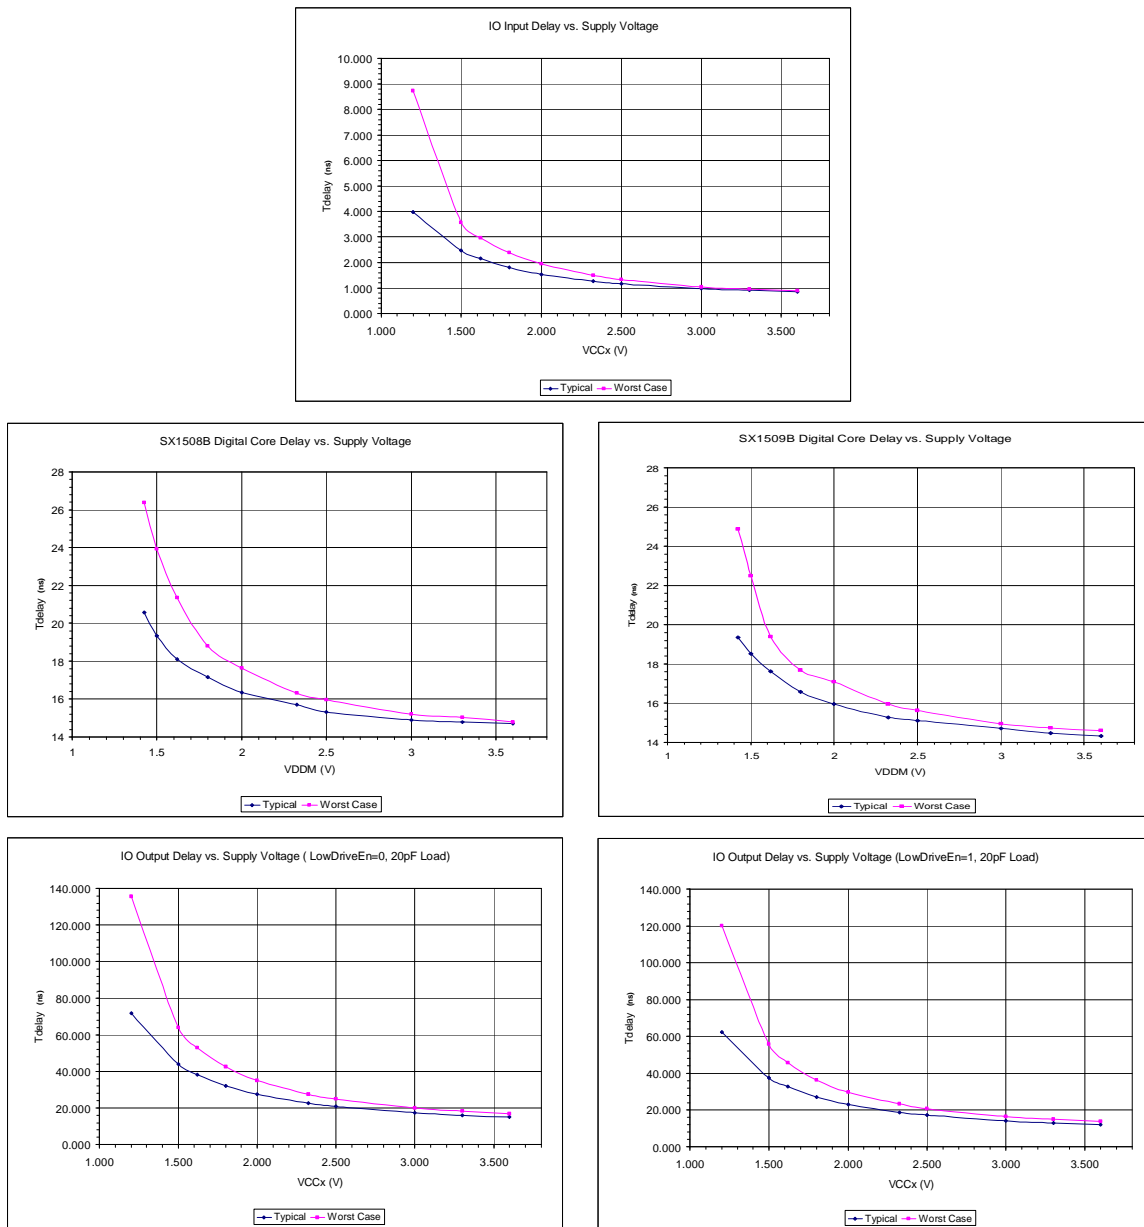 IO Input Delay vs. Supply Voltage
10.000
9.000
8.000
7.000
6.000
5.000
4.000
3.000
2.000
1.000
0.000
Tdelay (ns)
1.000 1.500 2.000 2.500 3.000 3.500
VCCx (V)
Typical Worst Case
SX1508B Digital Core Delay vs. Supply Voltage
28
26
24
22
20
18
16
14
Tdelay (ns)
1 1.5 2 2.5 3 3.5
VDDM (V)
Typical Worst Case
SX1509B Digital Core Delay vs. Supply Voltage
28
26
24
22
20
18
16
14
Tdelay (ns)
1 1.5 2 2.5 3 3.5
VDDM (V)
Typical Worst Case
IO Output Delay vs. Supply Voltage ( LowDriveEn=0, 20pF Load)
140.000
120.000
100.000
80.000
60.000
40.000
20.000
0.000
Tdelay (ns)
1.000 1.500 2.000 2.500 3.000 3.500
VCCx (V)
Typical Worst Case
IO Output Delay vs. Supply Voltage (LowDriveEn=1, 20pF Load)
140.000
120.000
100.000
80.000
60.000
40.000
20.000
0.000
Tdelay (ns)
1.000 1.500 2.000 2.500 3.000 3.500
VCCx (V)
Typical Worst Case